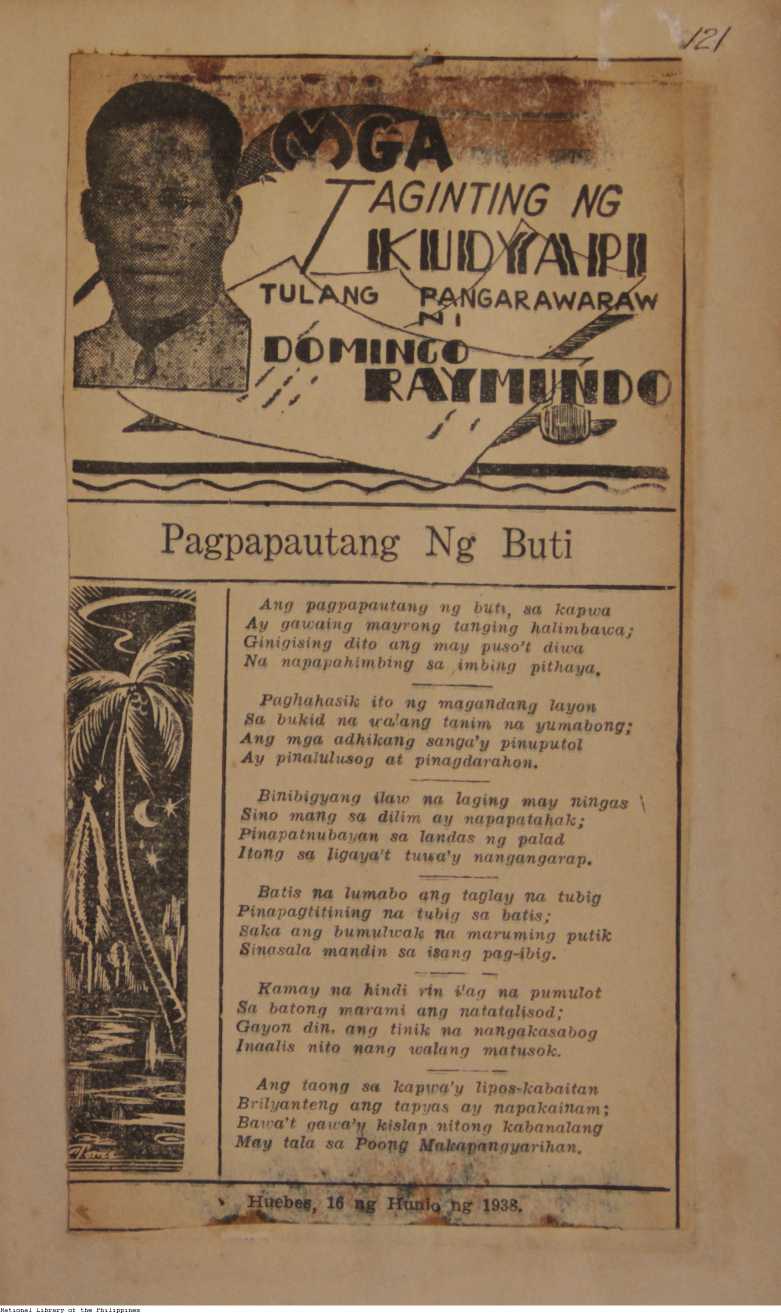 121
MGA
TAGINTING NG
KUDYAPI
TULANG PANGARAWARAW
NI
DOMINGO
RAYMUNDO
Pagpapautang Ng Buti
Ang pagpapautang ng buti, sa kapwa
Ay gawaing mayrong tanging halimbawa;
Ginigising dito ang may puso't diwa
Na napapahimbing sa imbing pithaya.
Paghahasik ito ng magandang layon
Sa bukid na walang tanim na yumabong;
Ang mga adhikang sanga'y pinuputol
Ay pinalulusog at pinagdarahon.
Binibigyang ilaw na laging may ningas
Sino mang sa dilim ay napapatahak;
Pinapatnubayan sa landas ng palad
Itong sa ligaya't tuwa'y nangangarap.
Batis na lumabo ang taglay na tubig
Pinapagtitining na tubig sa batis;
Saka ang bumulwak na maruming putik
Sinasala mandin sa isang pag-ibig.
Kamay na hindi rin ilag na pumulot
Sa batong marami ang natatalisod;
Gayon din, ang tinik na nangakasabog
Inaalis nito nang walang matusok.
Ang taong sa kapwa'y lipos-kabaitan
Brilyanteng ang tapyas ay napakainam;
Bawa't gawa'y kislap nitong kabanalang
May tala sa Poong Makapangyarihan.
Huebes, 16 ng Hunio ng 1938.
National Library of the Philippines